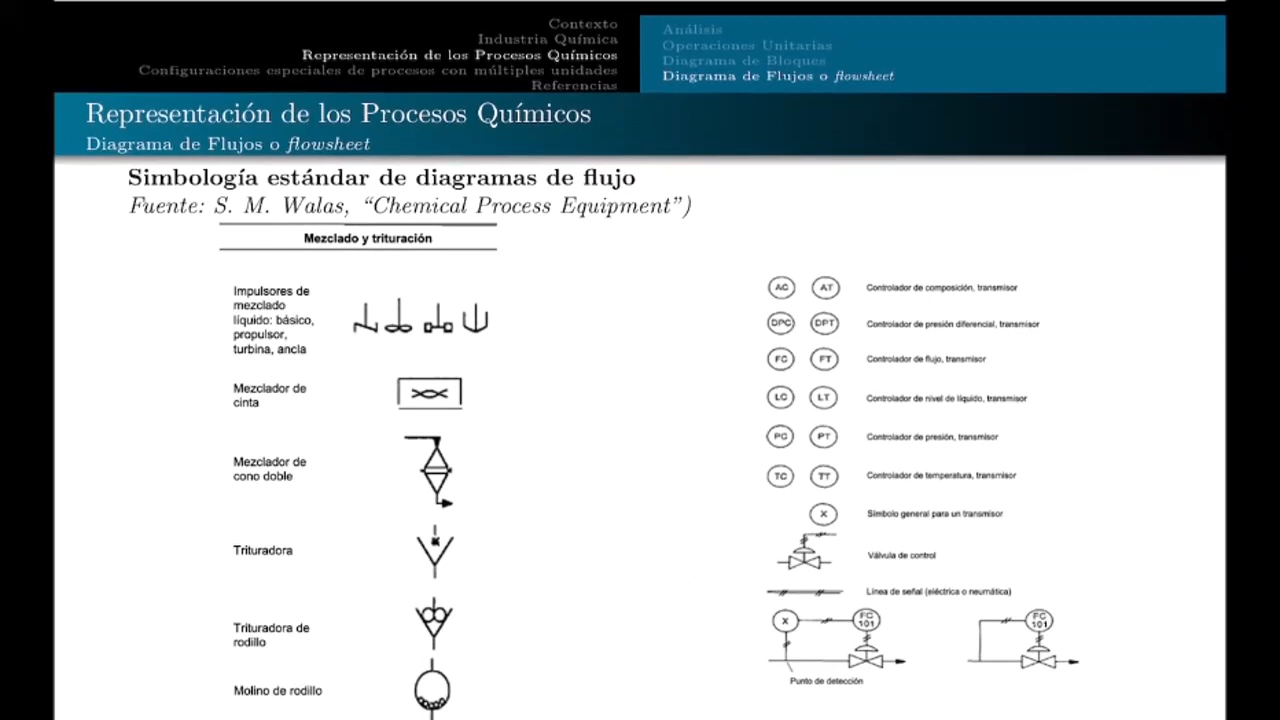 Contexto
Industria Química
Representación de los Procesos Químicos
Configuraciones especiales de procesos con múltiples unidades
Referencias
Análisis
Operaciones Unitarias
Diagrama de Bloques
Diagrama de Flujos o flowsheet
Representación de los Procesos Químicos
Diagrama de Flujos o flowsheet
Simbología estándar de diagramas de flujo
Fuente: S. M. Walas, “Chemical Process Equipment”)
Mezclado y trituración
Impulsores de
mezclado
líquido: básico,
propulsor,
turbina, ancla
Mezclador de
cinta
Mezclador de
cono doble
Trituradora
Trituradora de
rodillo
Molino de rodillo
AC AT Controlador de composición, transmisor
DPC DPT Controlador de presión diferencial, transmisor
FC FT Controlador de flujo, transmisor
LC LT Controlador de nivel de líquido, transmisor
PC PT Controlador de presión, transmisor
TC TT Controlador de temperatura, transmisor
X Símbolo general para un transmisor
Válvula de control
Línea de señal (eléctrica o neumática)
X FC
101
FC
101
Punto de detección